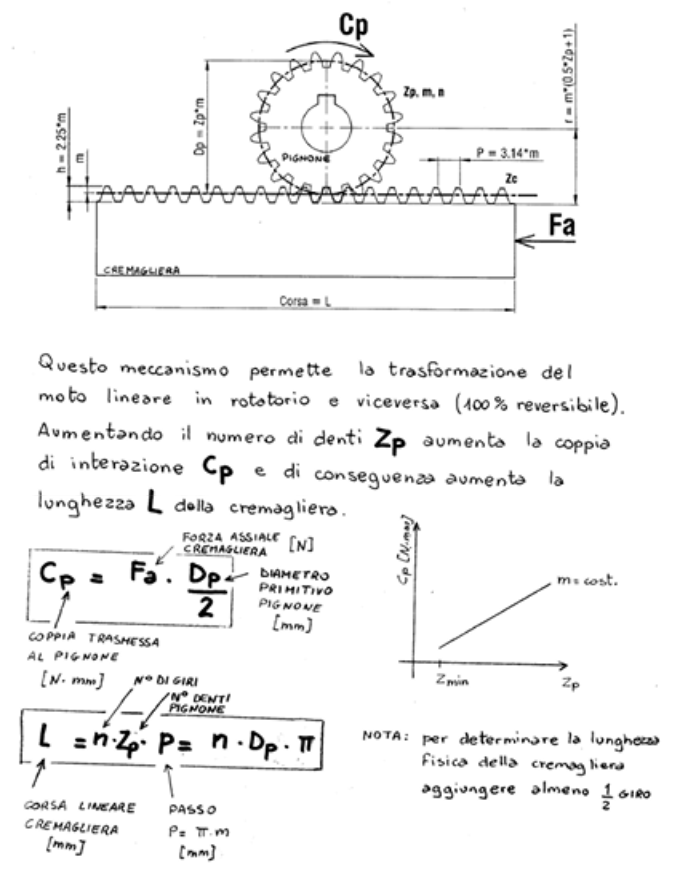 Cp
Zp, m, n
Dp = Zp*m
r = m*(0.5*Zp+1)
h = 2.25*m
m
PIGNONE
P = 3.14*m
Zc
Fa
CREMAGLIERA
Corsa = L
Questo meccanismo permette la trasformazione del
moto lineare in rotatorio e viceversa (100% reversibile).
Aumentando il numero di denti Zp aumenta la coppia
di interazione Cp e di conseguenza aumenta la
lunghezza L della cremagliera.
FORZA ASSIALE
CREMAGLIERA [N]
Cp = Fa · Dp/2
DIAMETRO
PRIMITIVO
PIGNONE
[mm]
COPPIA TRASMESSA
AL PIGNONE
[N·mm]
Cp [N·mm]
m=cost.
Zmin
Zp
N° DI GIRI
N° DENTI
PIGNONE
L = n·Zp·P= n·Dp·π
CORSA LINEARE
CREMAGLIERA
[mm]
PASSO
P= π·m
[mm]
NOTA: per determinare la lunghezza
fisica della cremagliera
aggiungere almeno 1/2 GIRO